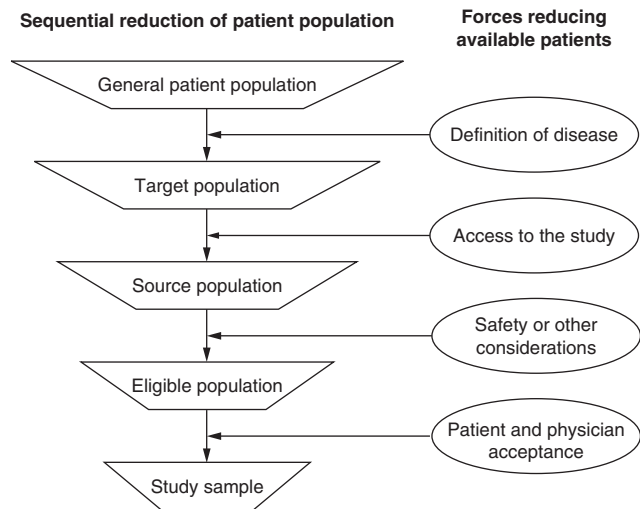 Sequential reduction of patient population
Forces reducing
available patients
General patient population
Definition of disease
Target population
Access to the study
Source population
Safety or other
considerations
Eligible population
Patient and physician
acceptance
Study sample